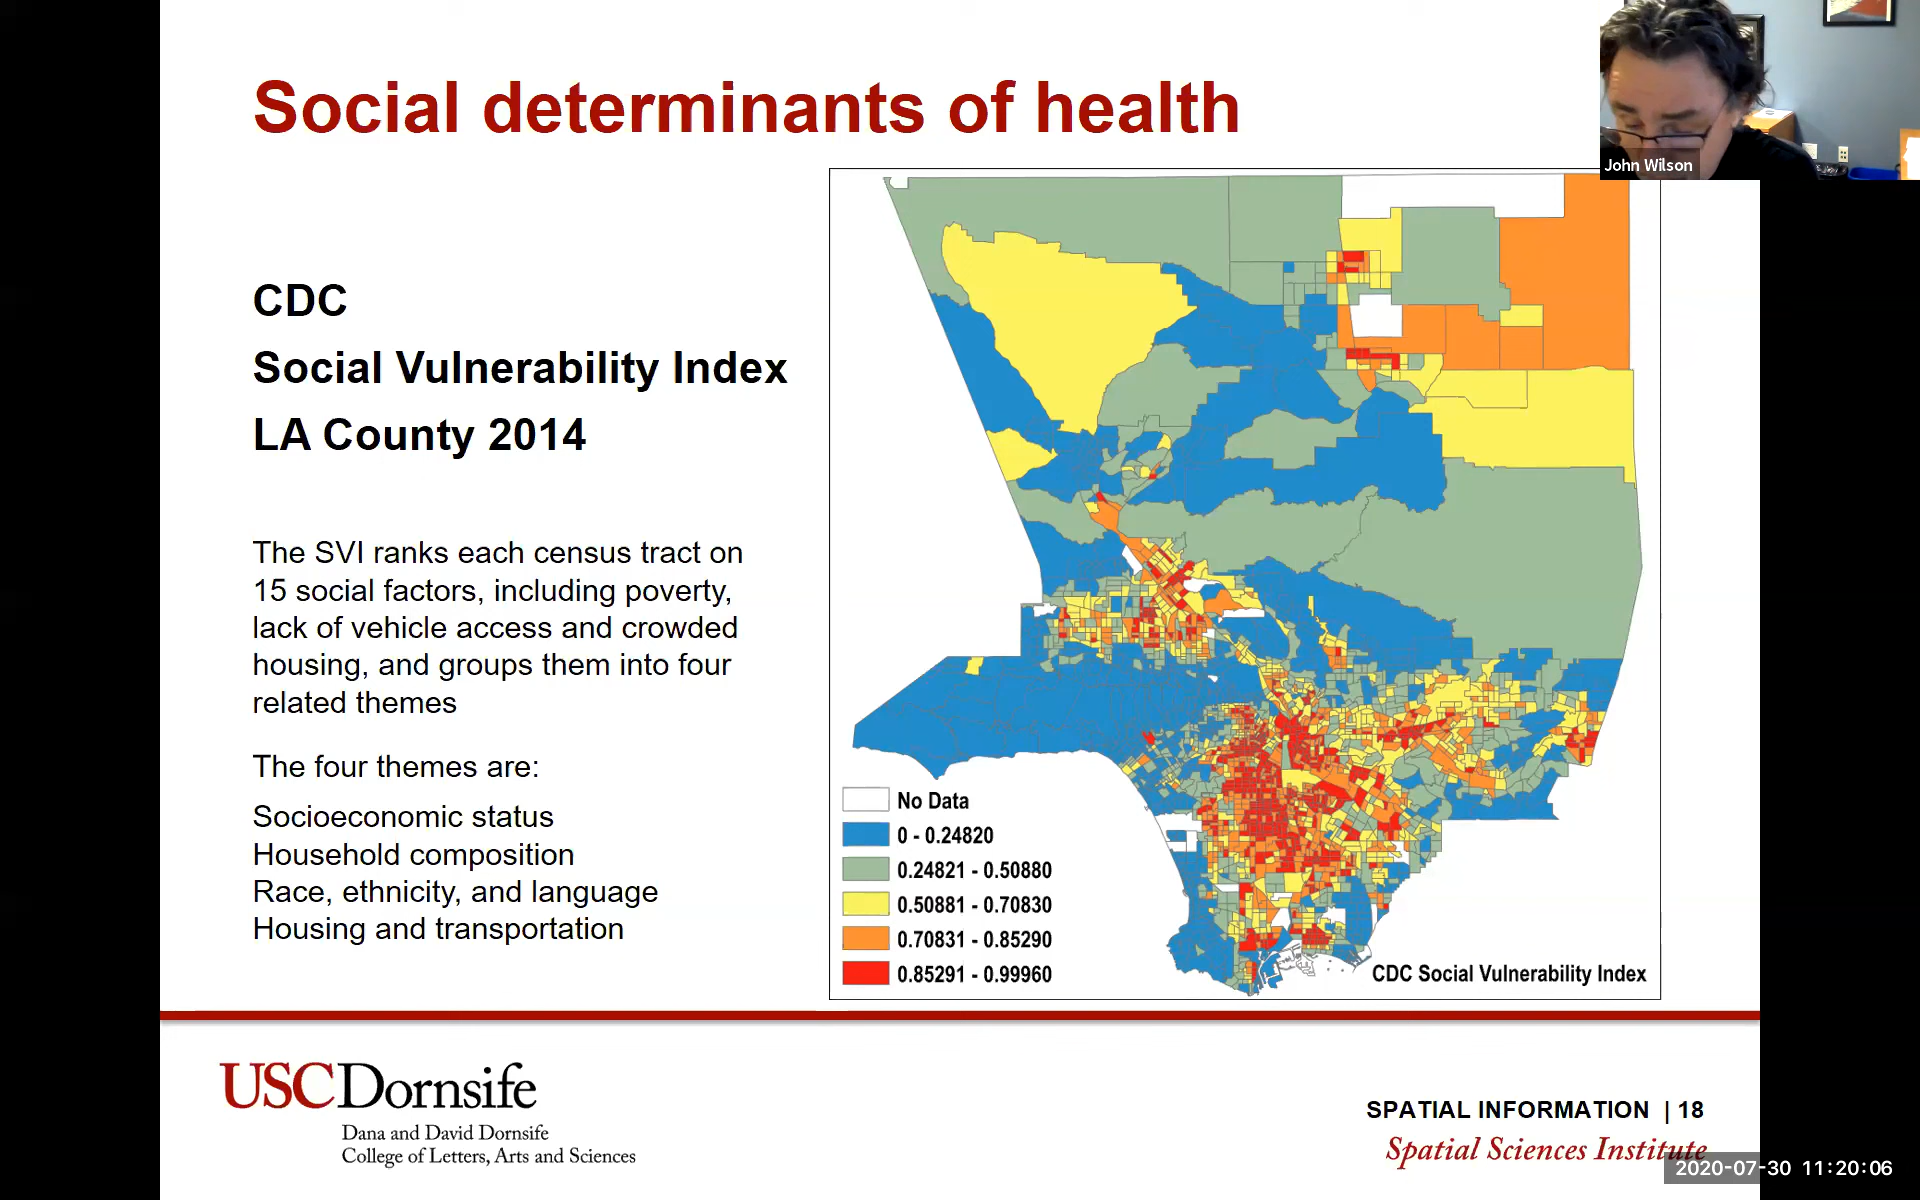 Social determinants of health
John Wilson
CDC
Social Vulnerability Index
LA County 2014
The SVI ranks each census tract on
15 social factors, including poverty,
lack of vehicle access and crowded
housing, and groups them into four
related themes
The four themes are:
Socioeconomic status
Household composition
Race, ethnicity, and language
Housing and transportation
No Data
0 - 0.24820
0.24821 - 0.50880
0.50881 - 0.70830
0.70831 - 0.85290
0.85291 - 0.99960
CDC Social Vulnerability Index
USCDornsife
Dana and David Dornsife
College of Letters, Arts and Sciences
SPATIAL INFORMATION | 18
Spatial Sciences Institute
2020-07-30 11:20:06